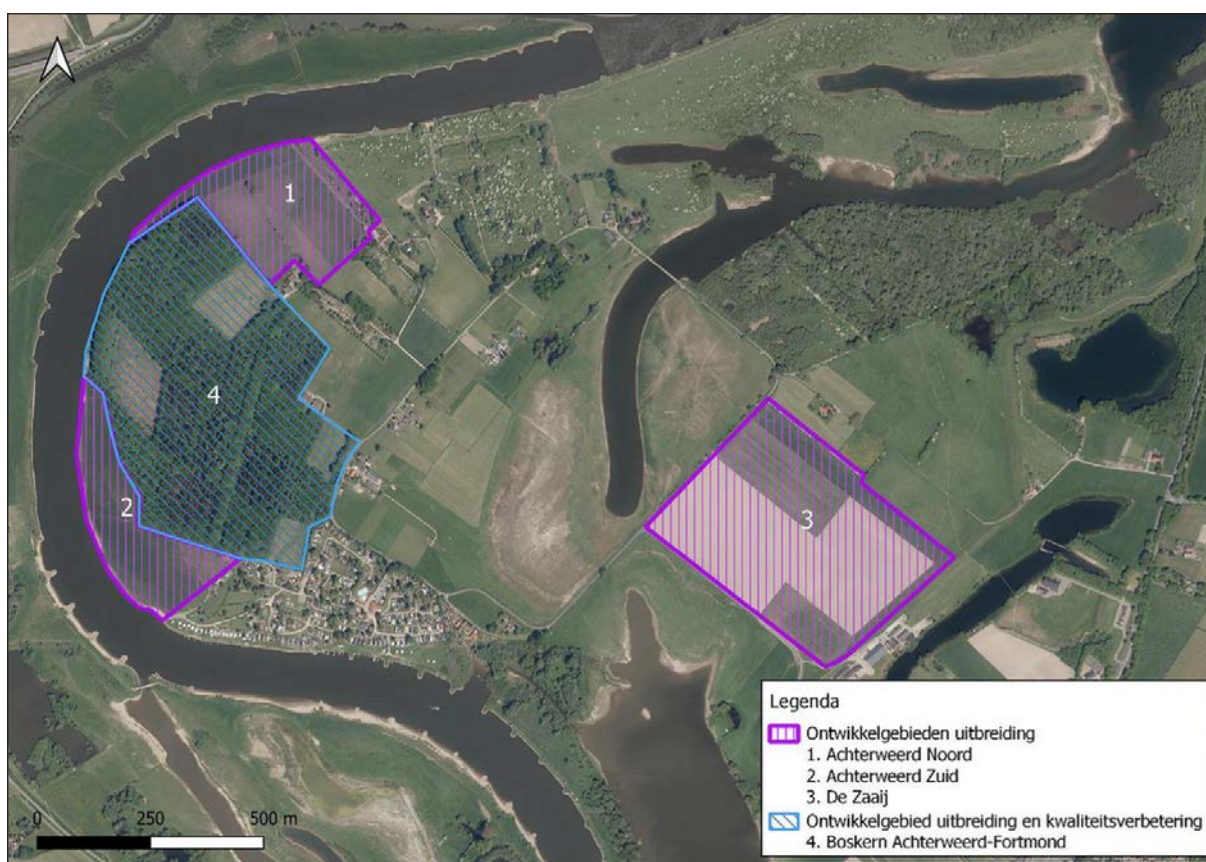 1
4
2
3
Legenda
Ontwikkelgebieden uitbreiding
1. Achterweerd Noord
2. Achterweerd Zuid
3. De Zaaij
Ontwikkelgebied uitbreiding en kwaliteitsverbetering
4. Boskern Achterweerd-Fortmond
0 250 500 m